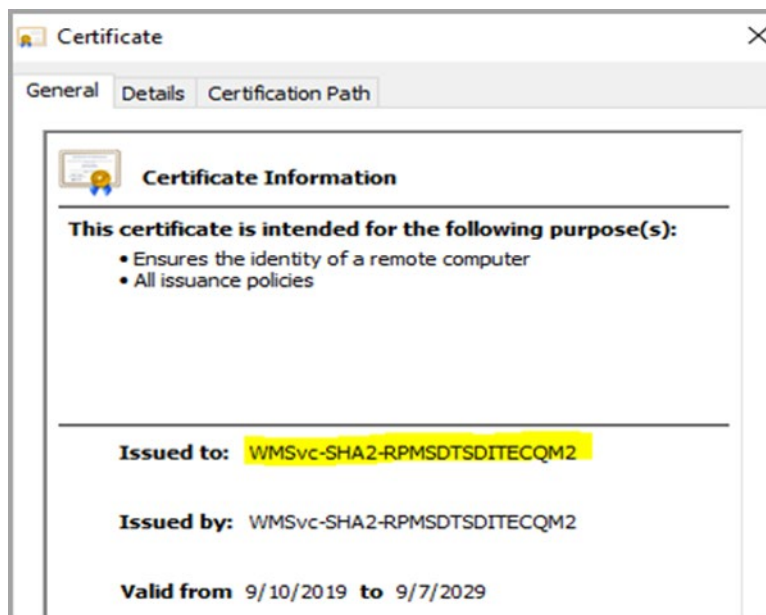 Certificate
General Details Certification Path
Certificate Information
This certificate is intended for the following purpose(s):
• Ensures the identity of a remote computer
• All issuance policies
Issued to: WMSvc-SHA2-RPMSDTSDITECQM2
Issued by: WMSvc-SHA2-RPMSDTSDITECQM2
Valid from 9/10/2019 to 9/7/2029